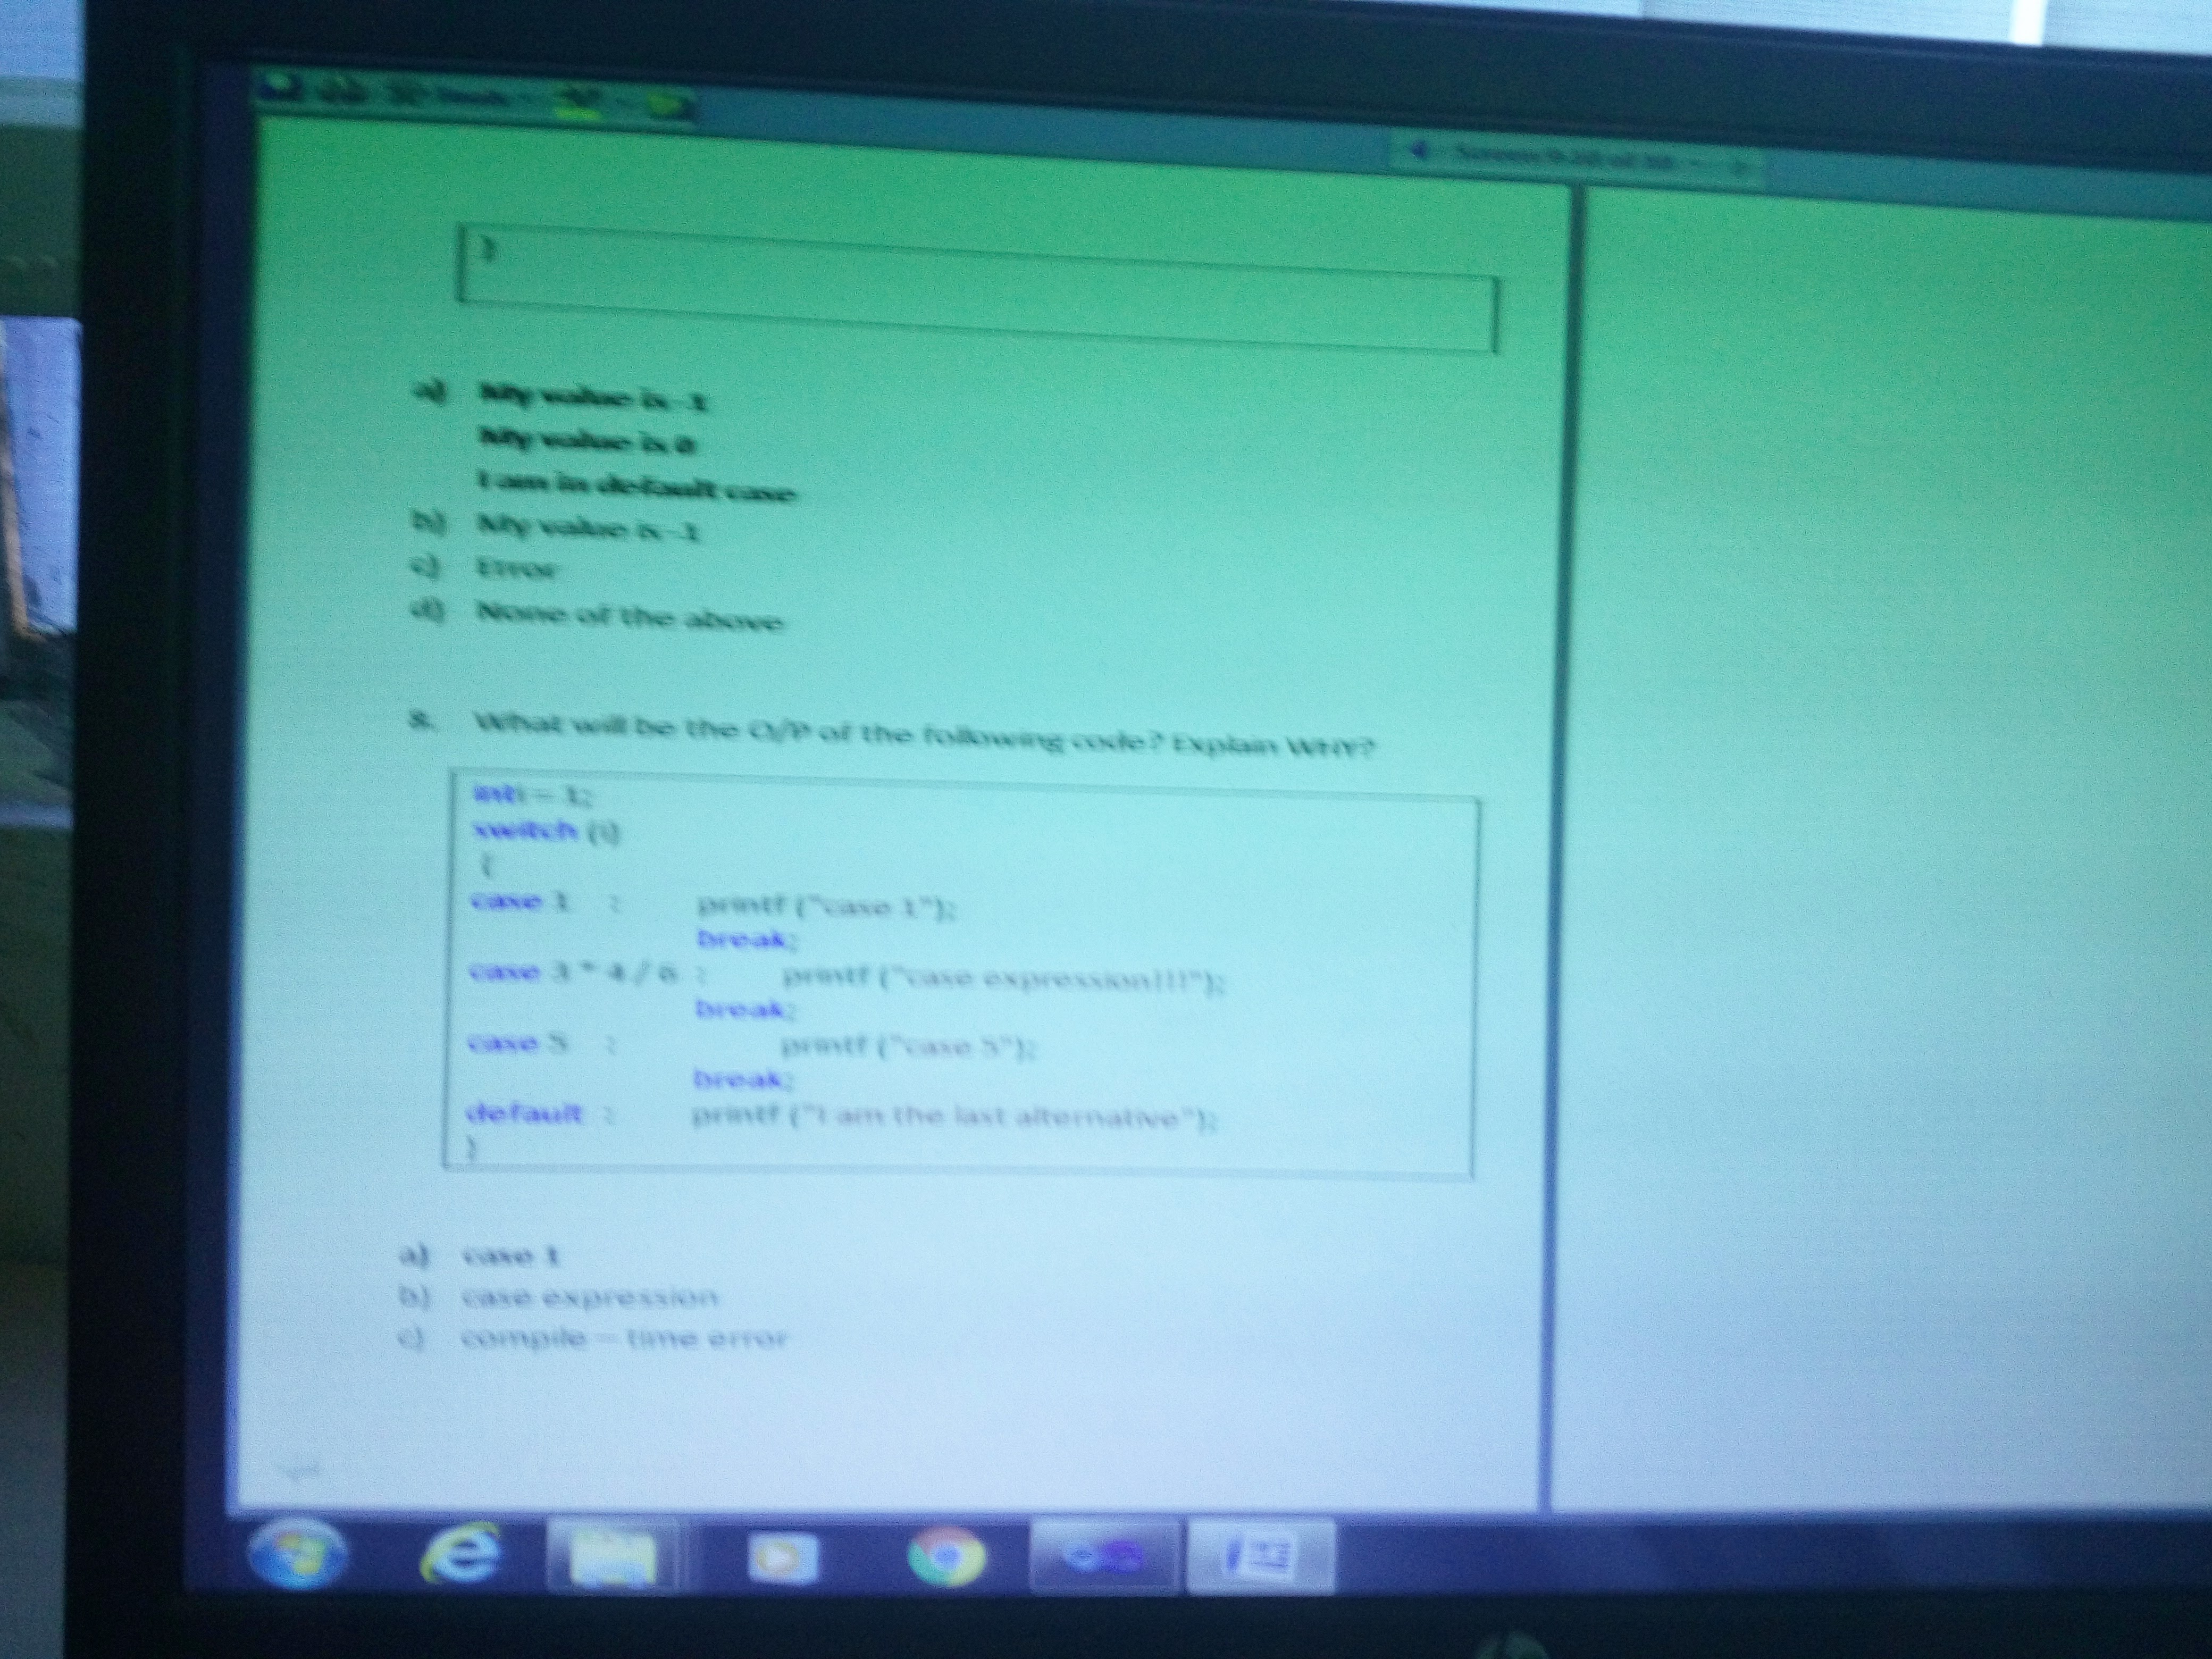 }
a) My value is -1
My value is 0
I am in default case
b) My value is -1
c) Error
d) None of the above
8. What will be the O/P of the following code? Explain WHY?
int i = 1;
switch (i)
{
case 1 : printf ("case 1");
break;
case 3 * 4 / 6 : printf ("case expression!!!");
break;
case 5 : printf ("case 5");
break;
default : printf ("I am the last alternative");
}
a) case 1
b) case expression
c) compile – time error